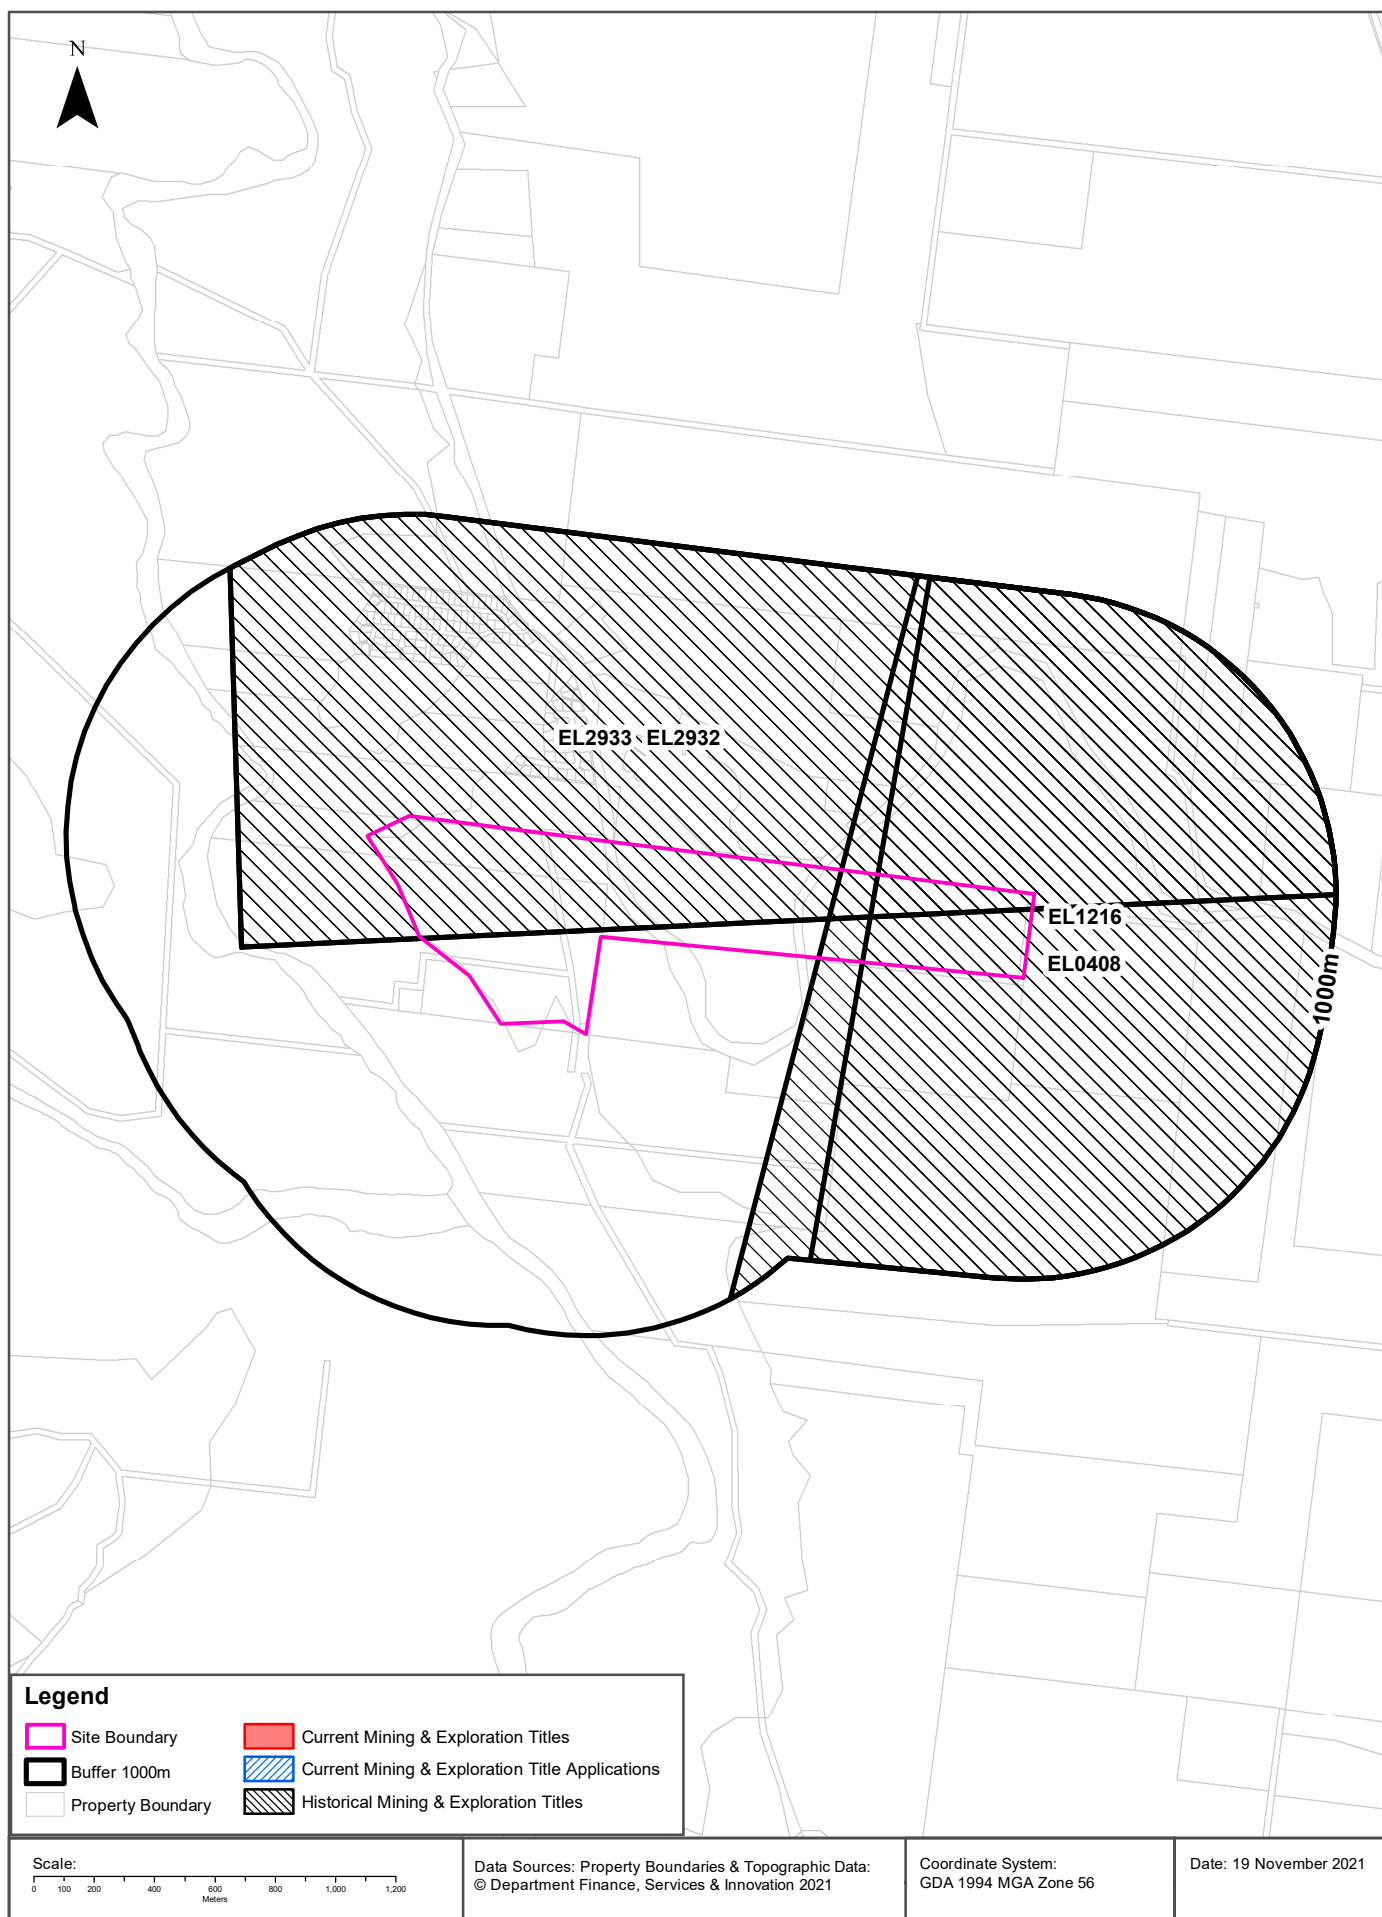 N
EL2933
EL2932
EL1216
EL0408
1000m
Legend
Site Boundary
Buffer 1000m
Property Boundary
Current Mining & Exploration Titles
Current Mining & Exploration Title Applications
Historical Mining & Exploration Titles
Scale:
0 100 200 400 600 800 1,000 1,200
Meters
Data Sources: Property Boundaries & Topographic Data:
© Department Finance, Services & Innovation 2021
Coordinate System:
GDA 1994 MGA Zone 56
Date: 19 November 2021